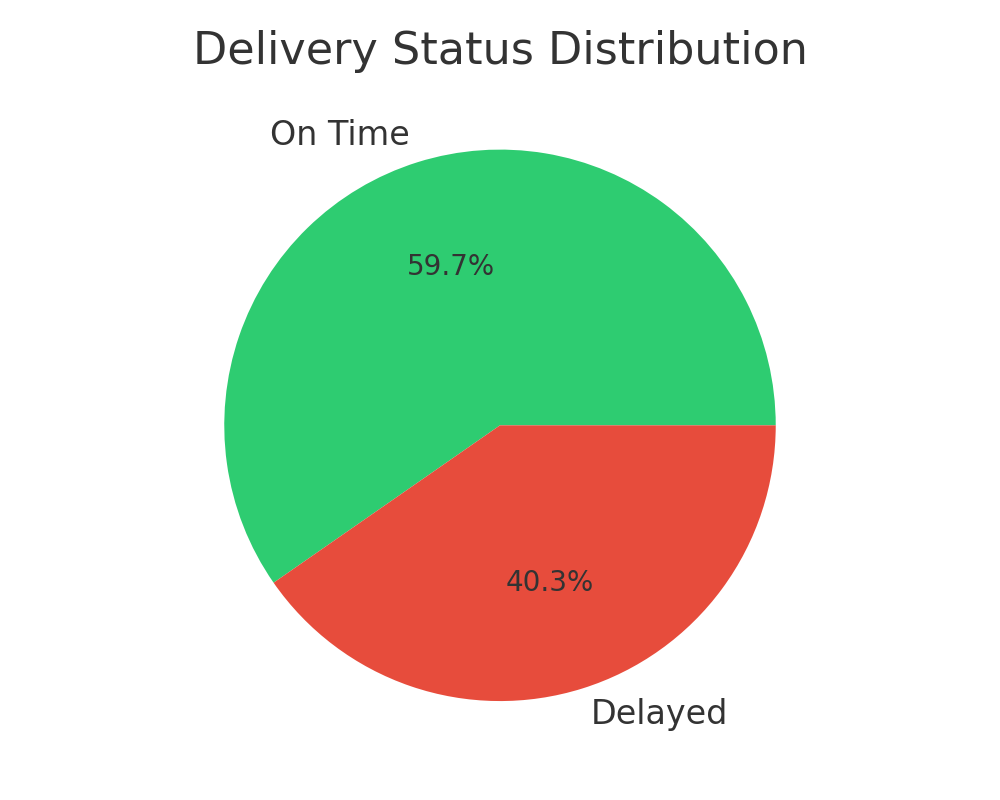 Delivery Status Distribution
On Time
59.7%
40.3%
Delayed